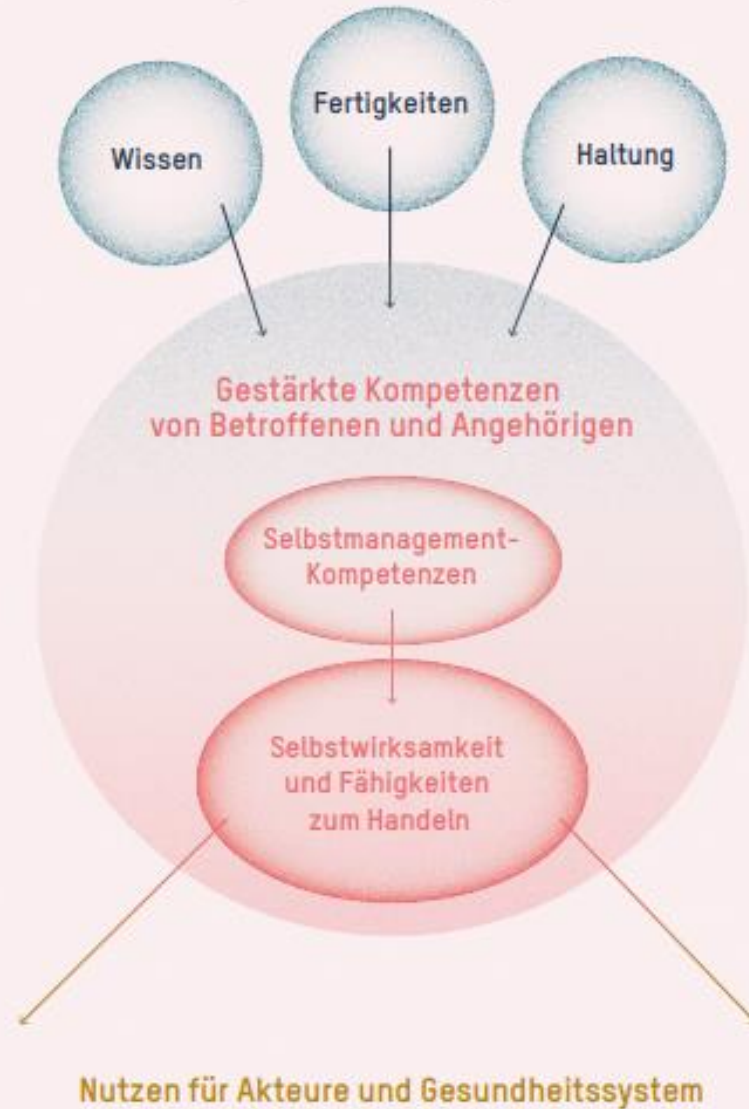 Fertigkeiten
Wissen
Haltung
Gestärkte Kompetenzen
von Betroffenen und Angehörigen
Selbstmanagement-
Kompetenzen
Selbstwirksamkeit
und Fähigkeiten
zum Handeln
Nutzen für Akteure und Gesundheitssystem